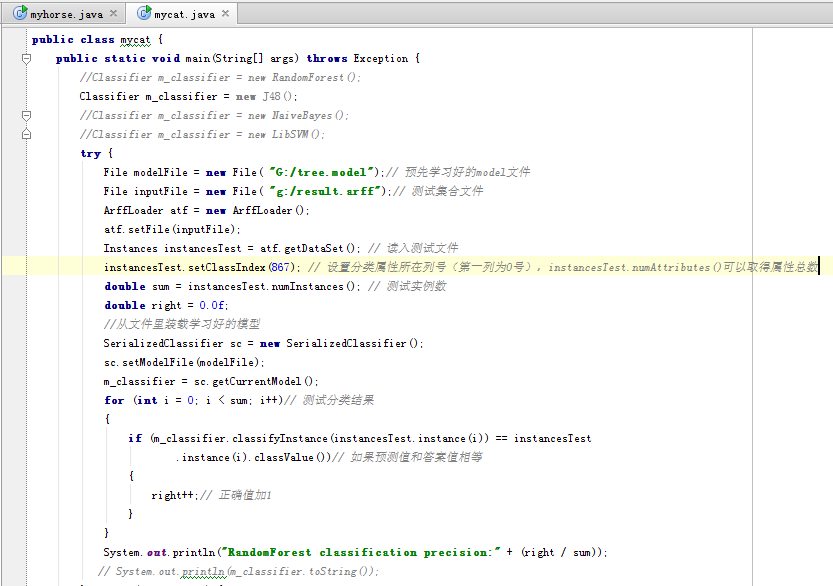 myhorse.java × mycat.java ×
public class mycat {
public static void main(String[] args) throws Exception {
//Classifier m_classifier = new RandomForest();
Classifier m_classifier = new J48();
//Classifier m_classifier = new NaiveBayes();
//Classifier m_classifier = new LibSVM();
try {
File modelFile = new File( "G:/tree.model");// 预先学习好的model文件
File inputFile = new File( "g:/result.arff");// 测试集合文件
ArffLoader atf = new ArffLoader();
atf.setFile(inputFile);
Instances instancesTest = atf.getDataSet(); // 读入测试文件
instancesTest.setClassIndex(867); // 设置分类属性所在列号（第一列为0号），instancesTest.numAttributes()可以取得属性总数
double sum = instancesTest.numInstances(); // 测试实例数
double right = 0.0f;
//从文件里装载学习好的模型
SerializedClassifier sc = new SerializedClassifier();
sc.setModelFile(modelFile);
m_classifier = sc.getCurrentModel();
for (int i = 0; i < sum; i++)// 测试分类结果
{
if (m_classifier.classifyInstance(instancesTest.instance(i)) == instancesTest
.instance(i).classValue())// 如果预测值和答案值相等
{
right++;// 正确值加1
}
}
System.out.println("RandomForest classification precision:" + (right / sum));
// System.out.println(m_classifier.toString());